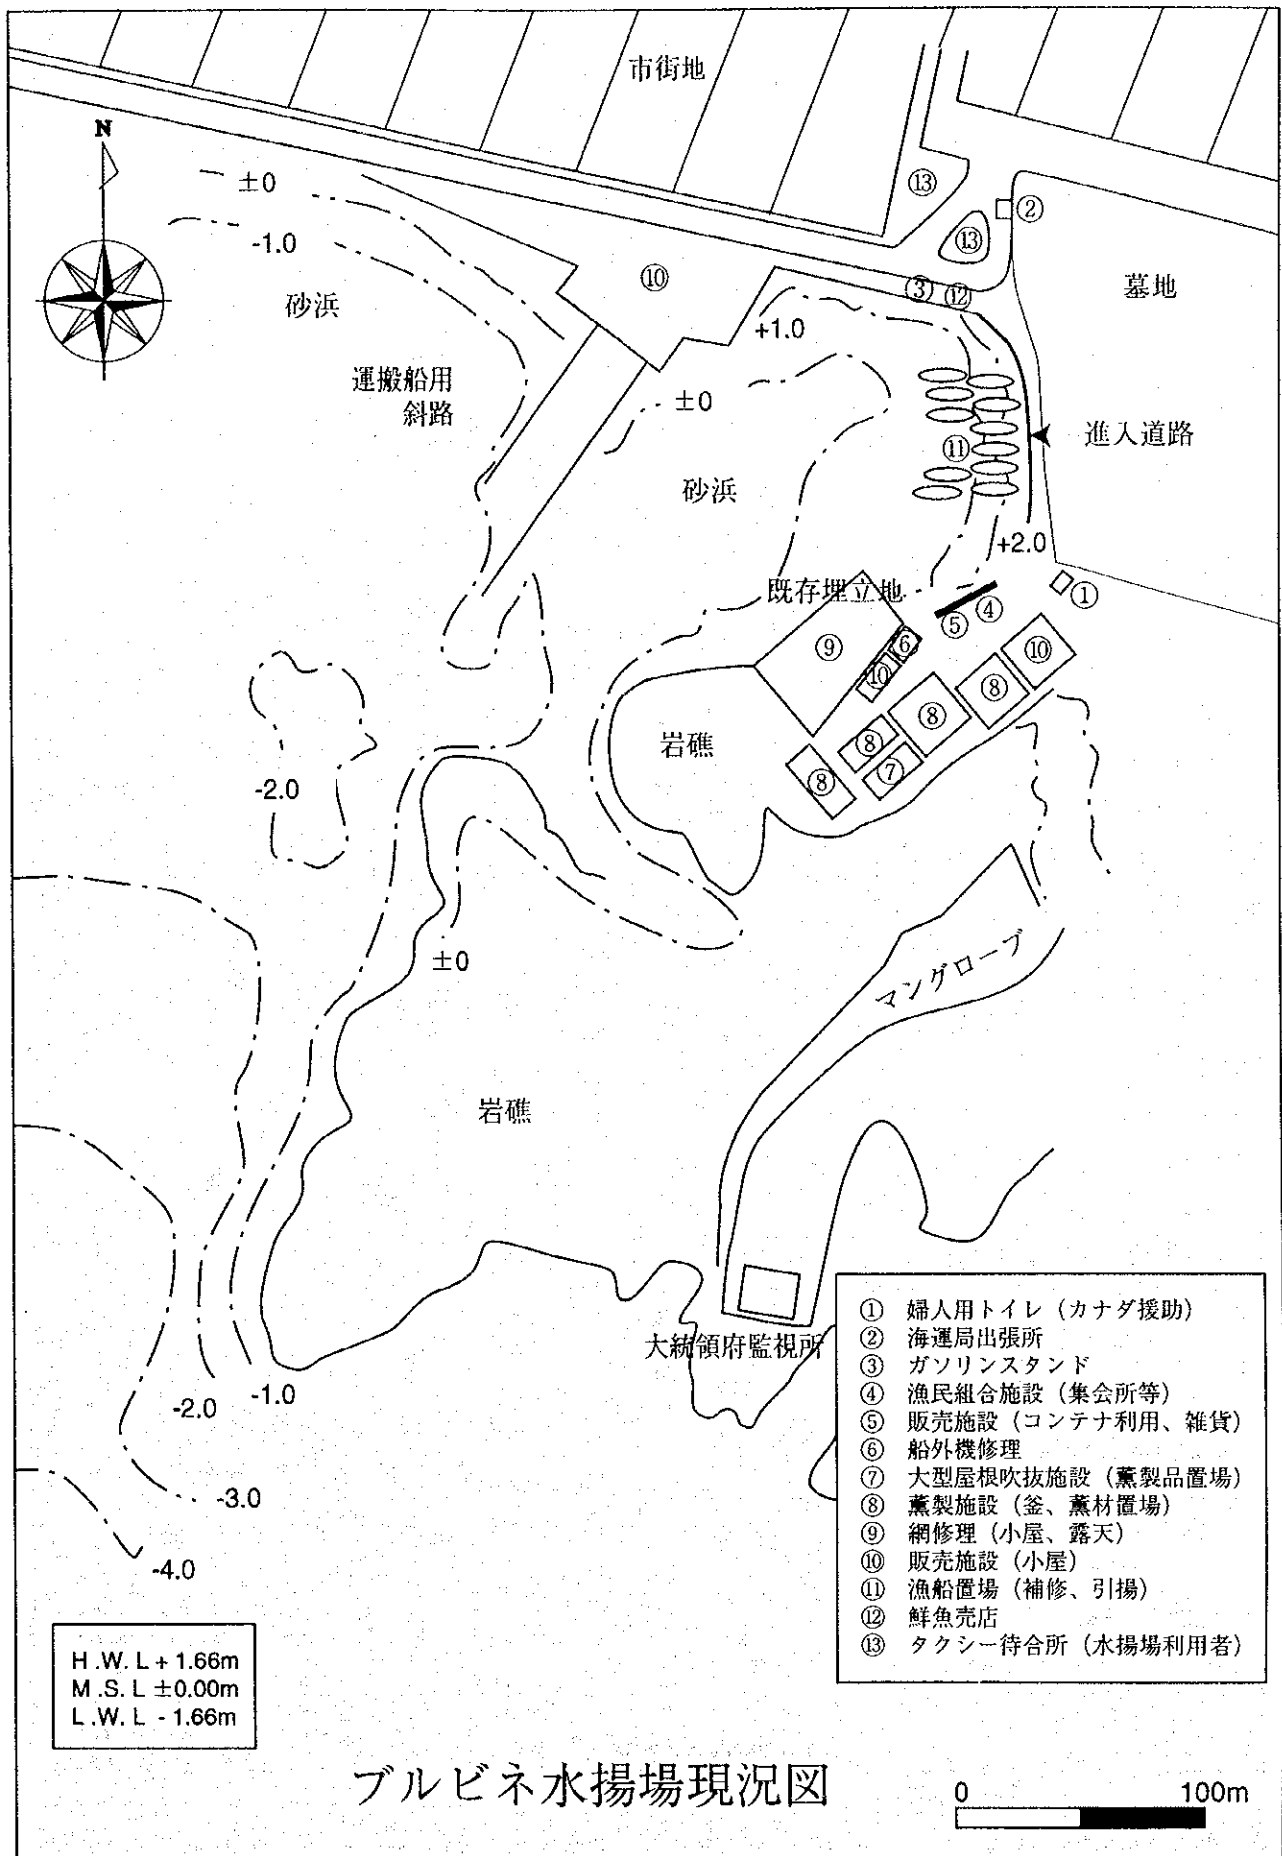 市街地
N
±0
-1.0
砂浜
運搬船用
斜路
⑩
⑬
②
⑬
③
⑫
墓地
+1.0
±0
砂浜
⑪
進入道路
+2.0
既存埋立地
①
④
⑤
⑨
⑥
⑩
⑩
⑧
⑧
⑧
⑦
⑧
岩礁
-2.0
±0
マングローブ
岩礁
大統領府監視所
-2.0
-1.0
-3.0
-4.0
① 婦人用トイレ（カナダ援助）
② 海運局出張所
③ ガソリンスタンド
④ 漁民組合施設（集会所等）
⑤ 販売施設（コンテナ利用、雑貨）
⑥ 船外機修理
⑦ 大型屋根吹抜施設（薫製品置場）
⑧ 薫製施設（釜、薫材置場）
⑨ 網修理（小屋、露天）
⑩ 販売施設（小屋）
⑪ 漁船置場（補修、引揚）
⑫ 鮮魚売店
⑬ タクシー待合所（水揚場利用者）
H.W.L + 1.66m
M.S.L ±0.00m
L.W.L - 1.66m
ブルビネ水揚場現況図
0 100m